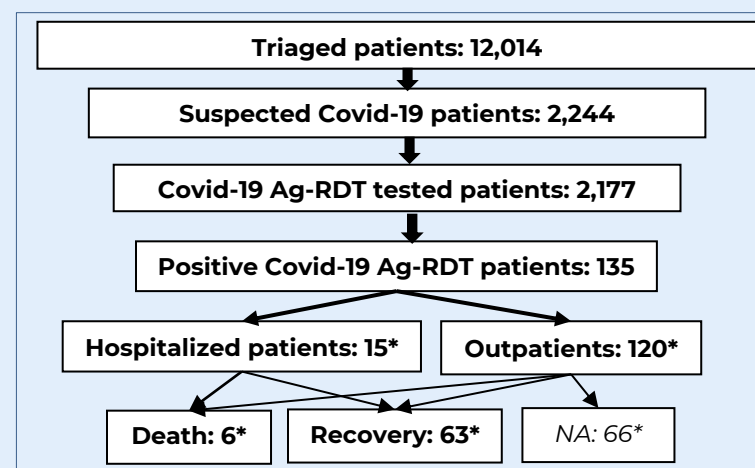 Triaged patients: 12,014
Suspected Covid-19 patients: 2,244
Covid-19 Ag-RDT tested patients: 2,177
Positive Covid-19 Ag-RDT patients: 135
Hospitalized patients: 15*
Outpatients: 120*
Death: 6*
Recovery: 63*
NA: 66*